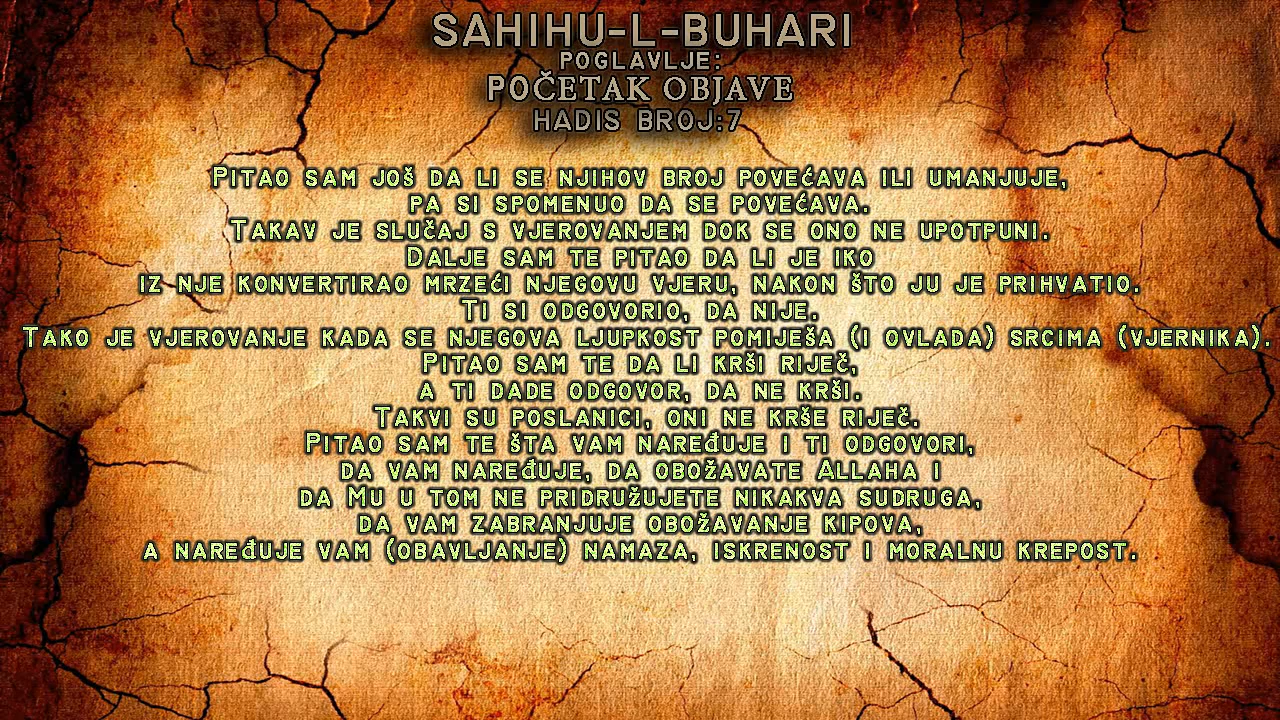 SAHIHU-L-BUHARI
POGLAVLJE:
POČETAK OBJAVE
HADIS BROJ:7
Pitao sam još da li se njihov broj povećava ili umanjuje,
pa si spomenuo da se povećava.
Takav je slučaj s vjerovanjem dok se ono ne upotpuni.
Dalje sam te pitao da li je iko
iz nje konvertirao mrzeći njegovu vjeru, nakon što ju je prihvatio.
Ti si odgovorio, da nije.
Tako je vjerovanje kada se njegova ljupkost pomiješa (i ovlada) srcima (vjernika).
Pitao sam te da li krši riječ,
a ti dade odgovor, da ne krši.
Takvi su poslanici, oni ne krše riječ.
Pitao sam te šta vam naređuje i ti odgovori,
da vam naređuje, da obožavate Allaha i
da Mu u tom ne pridružujete nikakva sudruga,
da vam zabranjuje obožavanje kipova,
a naređuje vam (obavljanje) namaza, iskrenost i moralnu krepost.